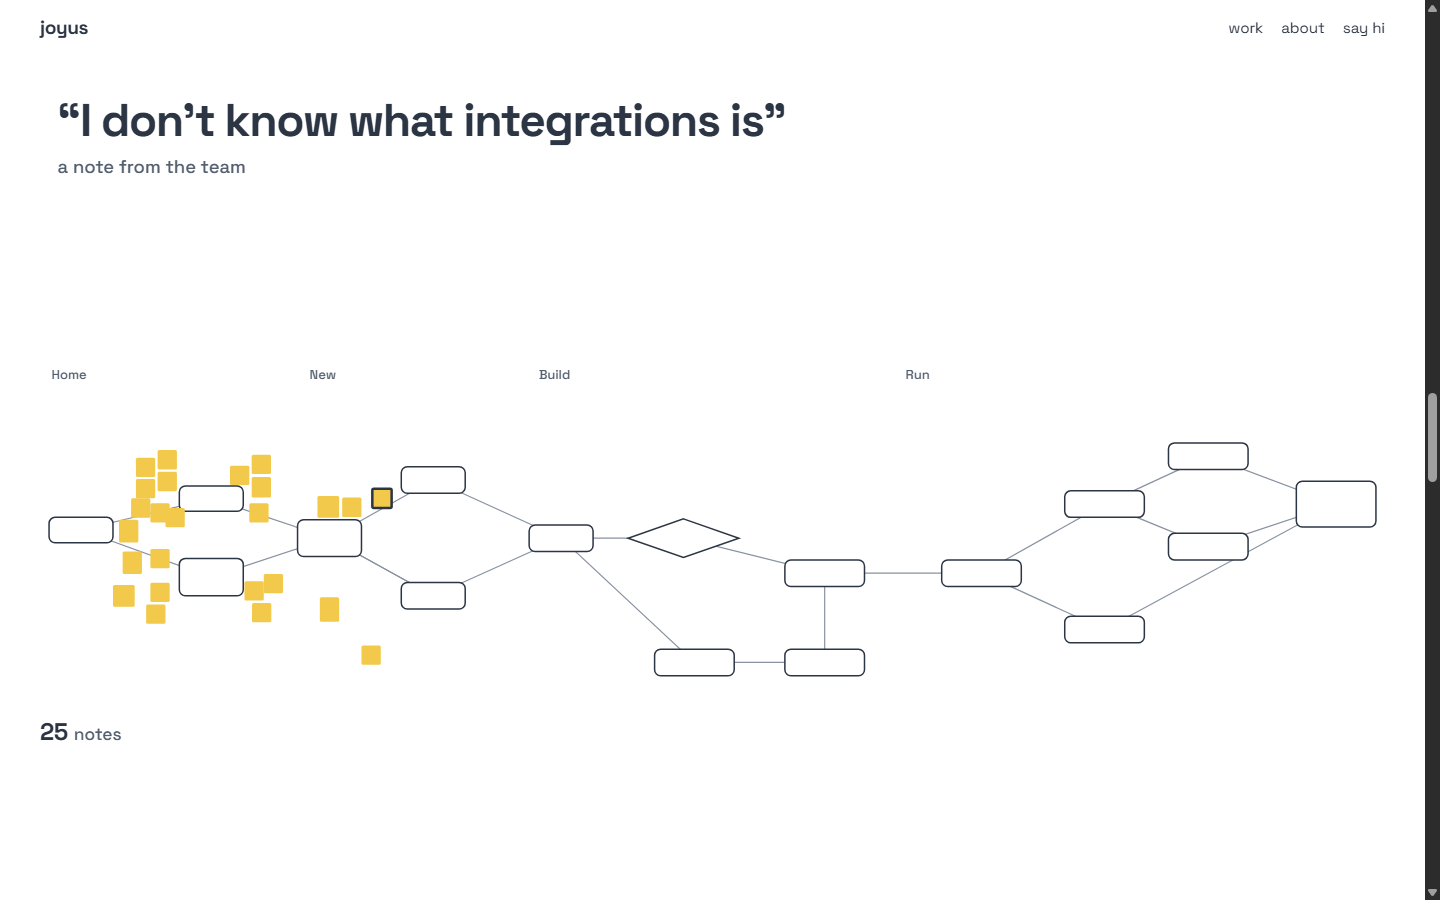 joyus
work about say hi
“I don’t know what integrations is”
a note from the team
Home New Build Run
25 notes